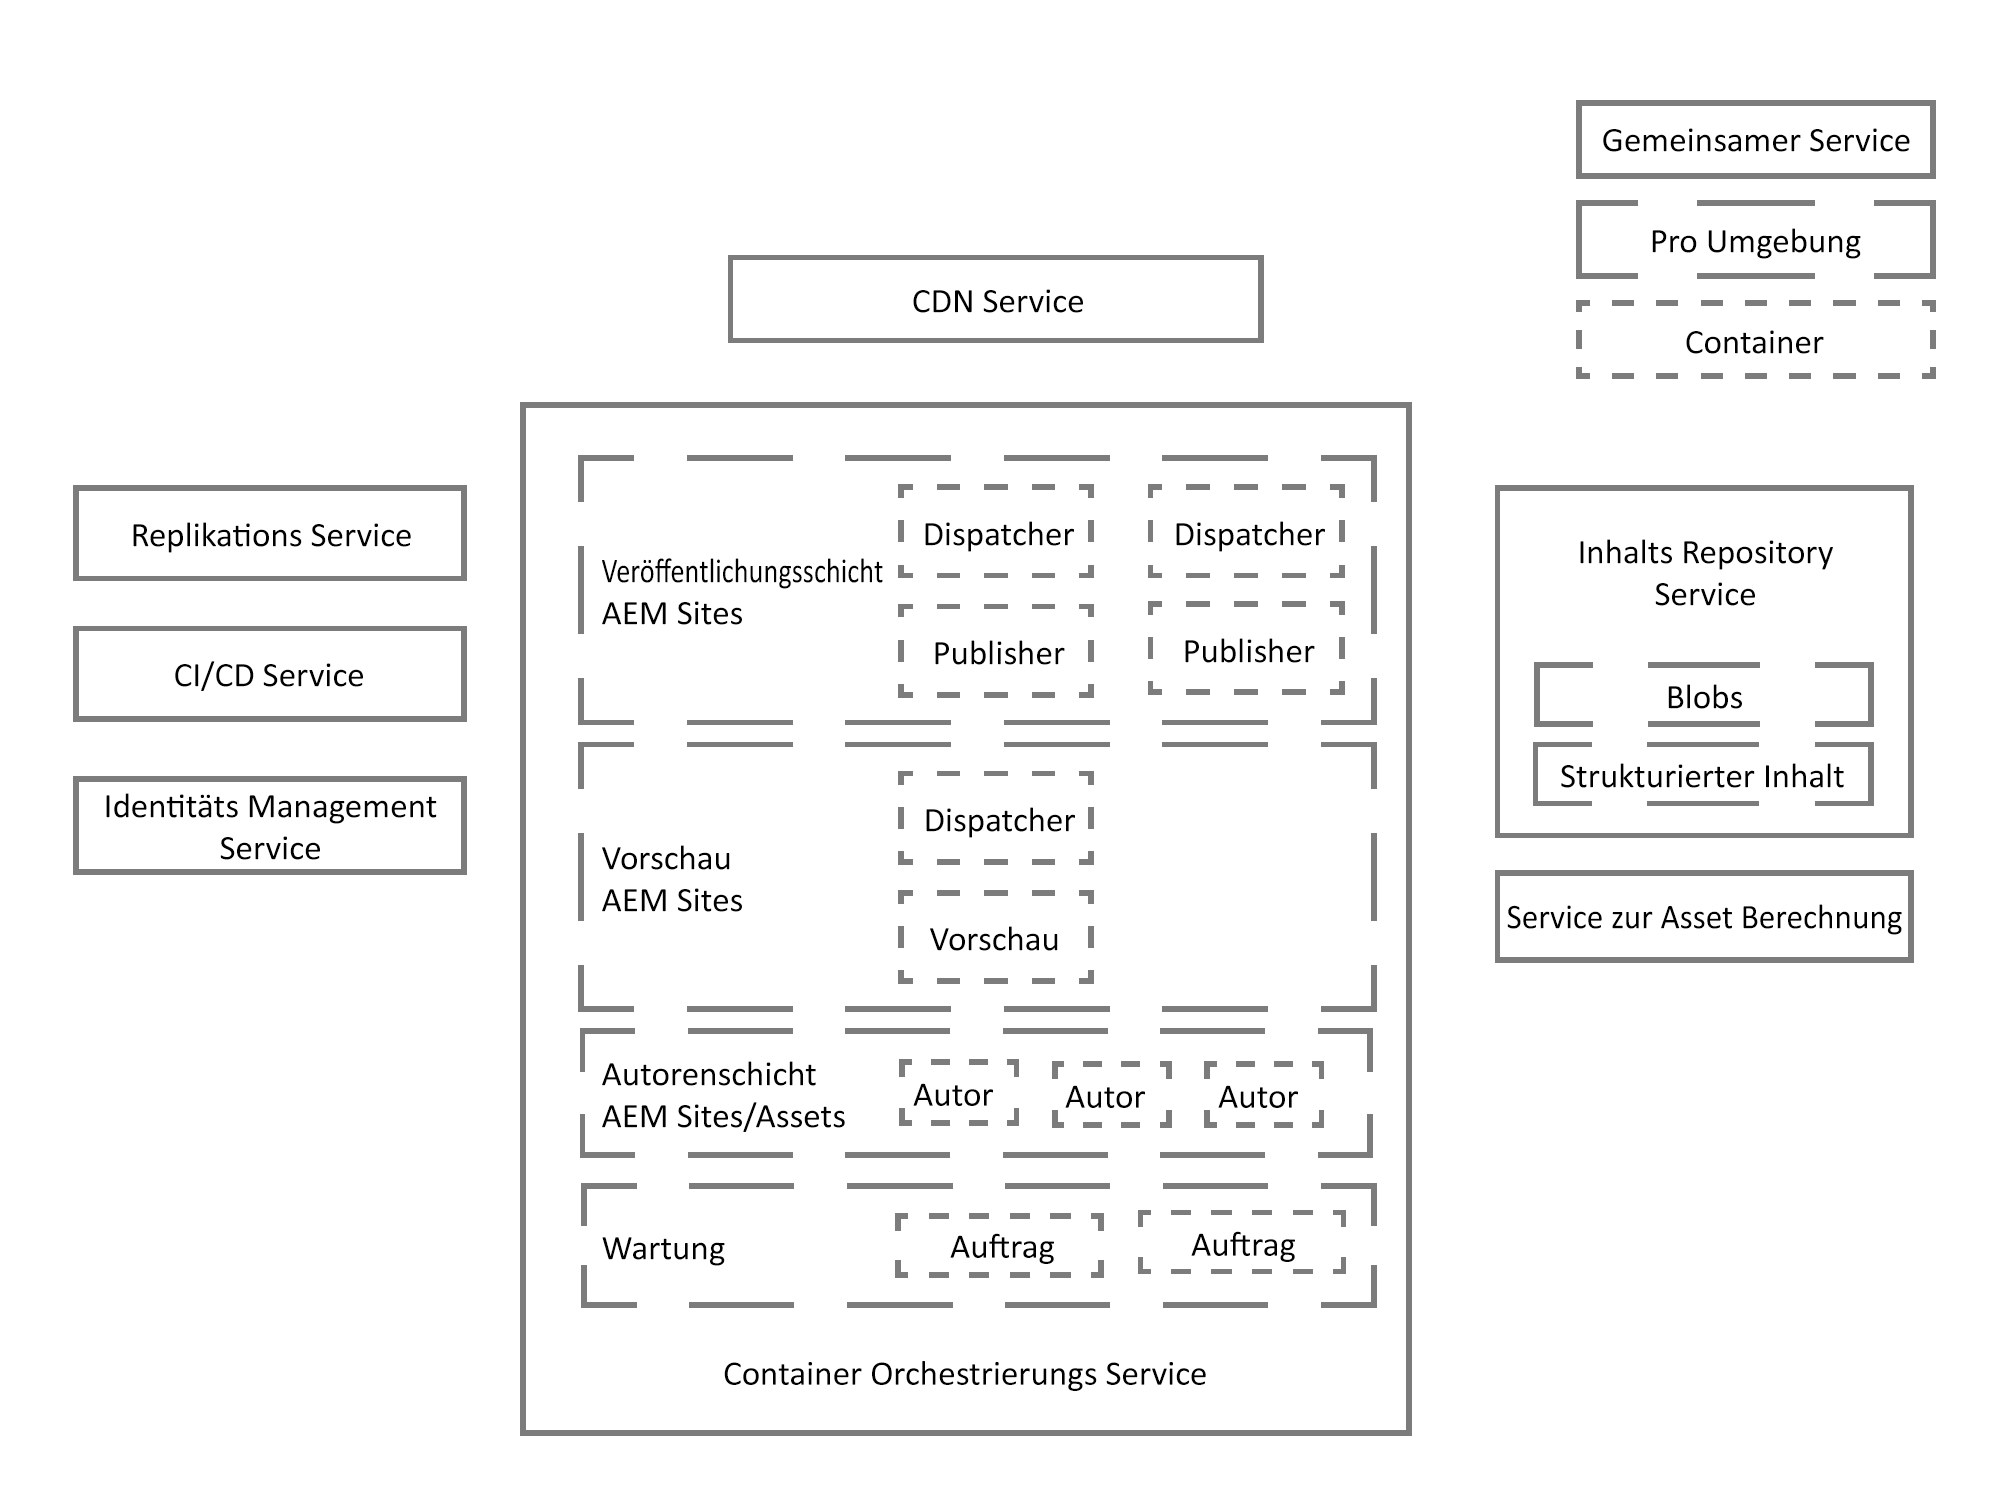 Gemeinsamer Service
Pro Umgebung
Container
CDN Service
Replikations Service
CI/CD Service
Identitäts Management
Service
Veröffentlichungsschicht
AEM Sites
Dispatcher
Dispatcher
Publisher
Publisher
Vorschau
AEM Sites
Dispatcher
Vorschau
Autorenschicht
AEM Sites/Assets
Autor
Autor
Autor
Wartung
Auftrag
Auftrag
Container Orchestrierungs Service
Inhalts Repository
Service
Blobs
Strukturierter Inhalt
Service zur Asset Berechnung